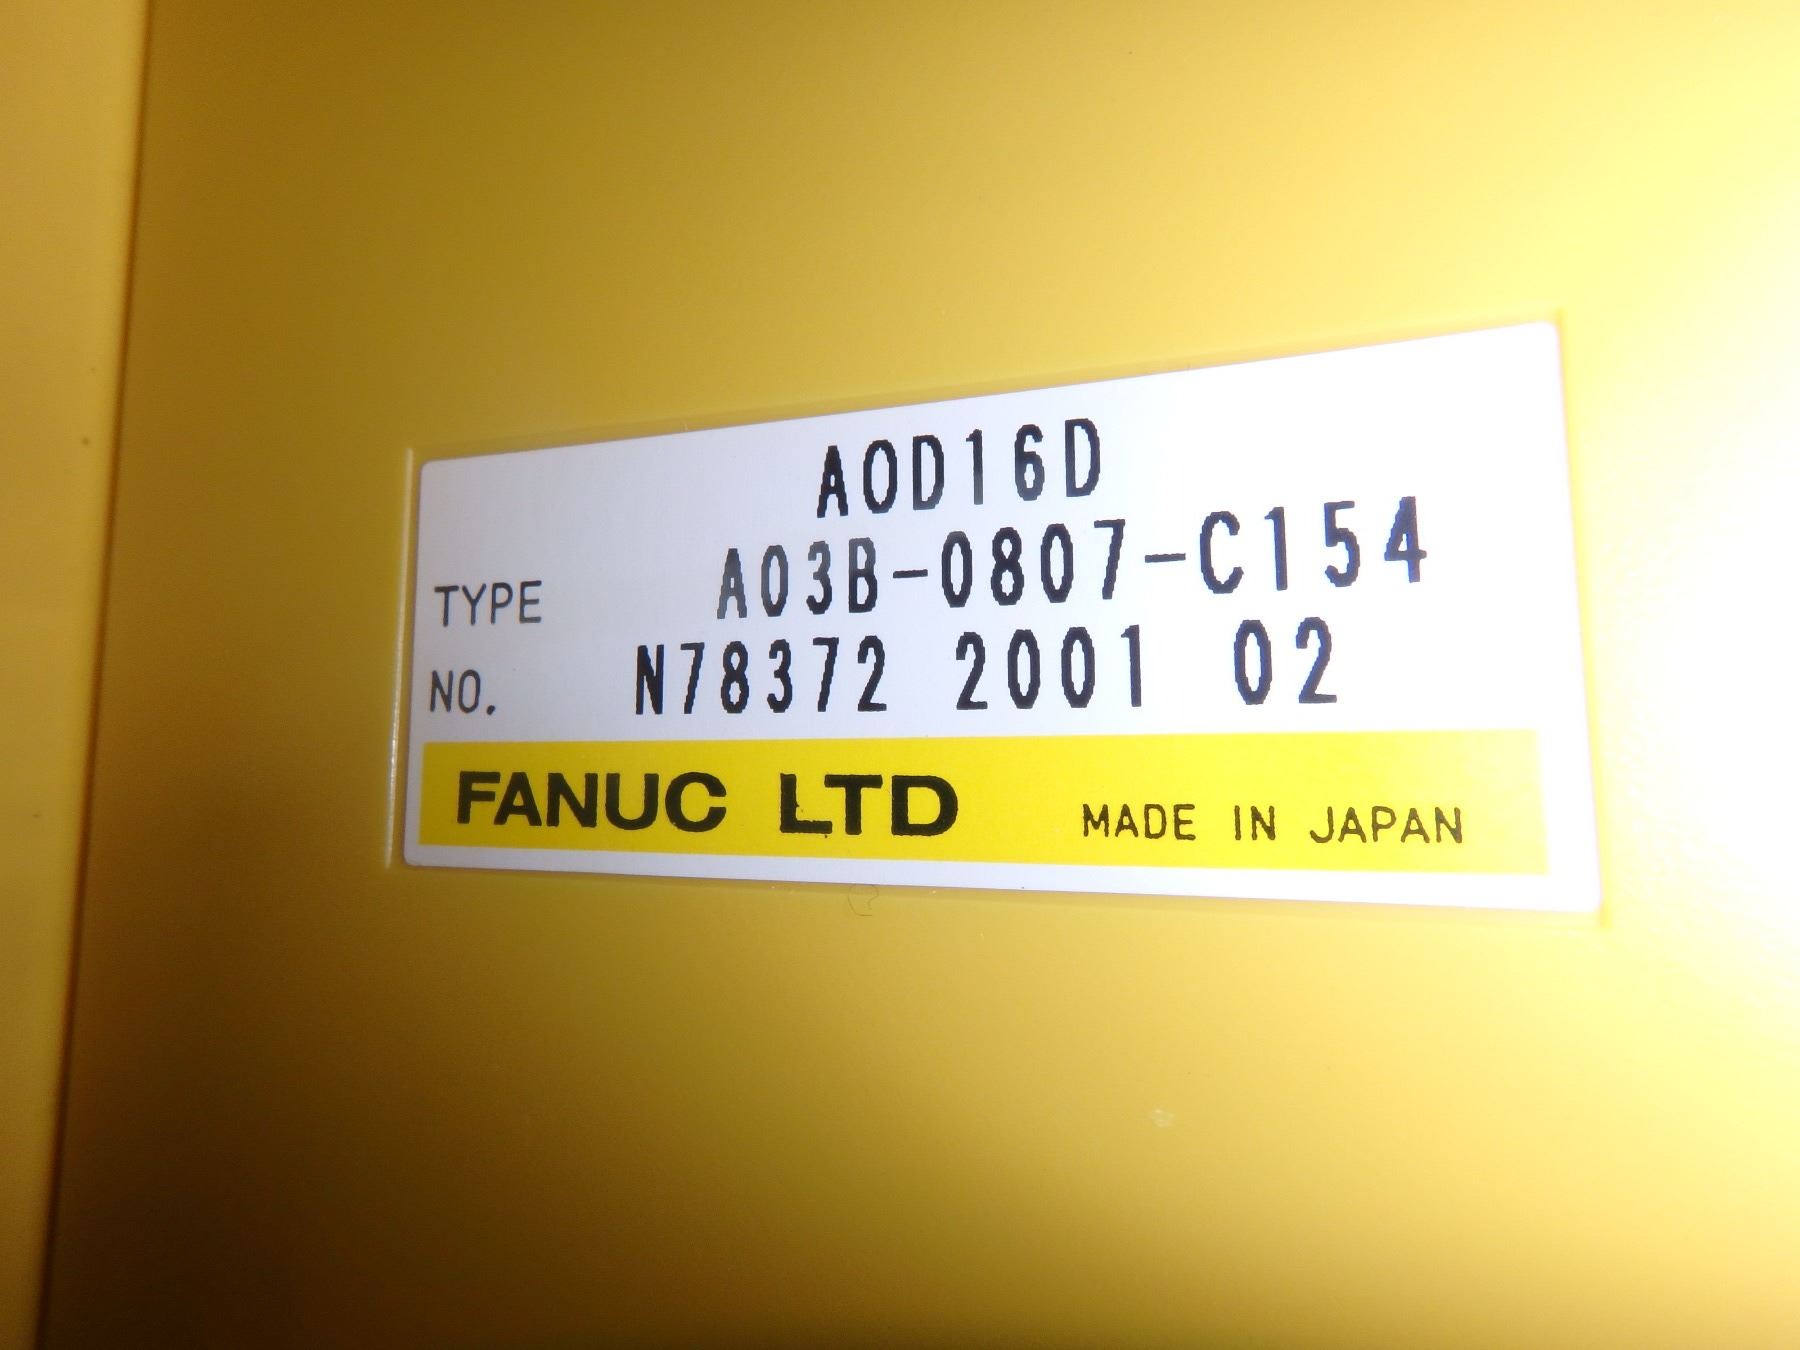 AOD16D
TYPE A03B-0807-C154
NO. N78372 2001 02
FANUC LTD MADE IN JAPAN